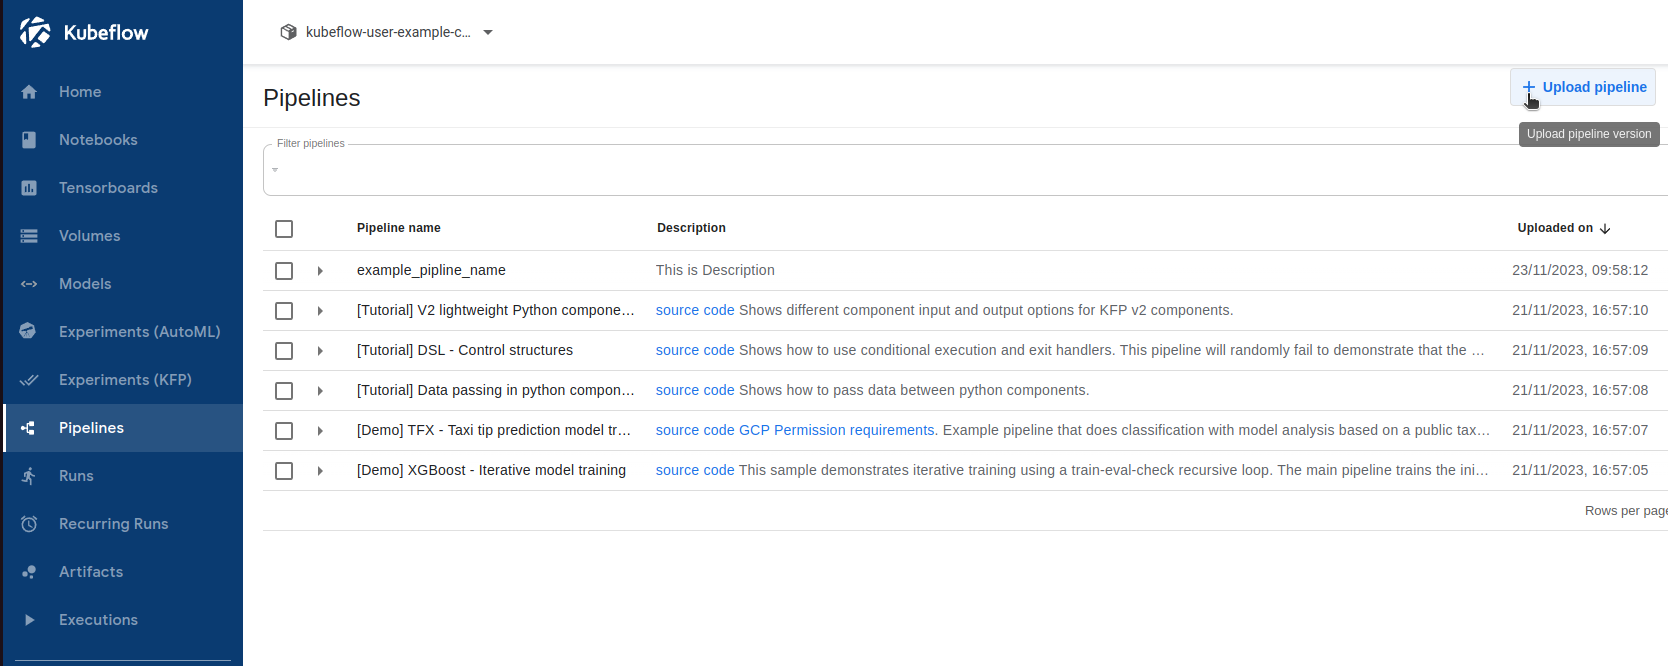 Kubeflow
kubeflow-user-example-c...
Home
Notebooks
Tensorboards
Volumes
Models
Experiments (AutoML)
Experiments (KFP)
Pipelines
Runs
Recurring Runs
Artifacts
Executions
Pipelines
+ Upload pipeline
Upload pipeline version
Filter pipelines
Pipeline name Description Uploaded on
example_pipline_name This is Description 23/11/2023, 09:58:12
[Tutorial] V2 lightweight Python compone... source code Shows different component input and output options for KFP v2 components. 21/11/2023, 16:57:10
[Tutorial] DSL - Control structures source code Shows how to use conditional execution and exit handlers. This pipeline will randomly fail to demonstrate that the ... 21/11/2023, 16:57:09
[Tutorial] Data passing in python compon... source code Shows how to pass data between python components. 21/11/2023, 16:57:08
[Demo] TFX - Taxi tip prediction model tr... source code GCP Permission requirements. Example pipeline that does classification with model analysis based on a public tax... 21/11/2023, 16:57:07
[Demo] XGBoost - Iterative model training source code This sample demonstrates iterative training using a train-eval-check recursive loop. The main pipeline trains the ini... 21/11/2023, 16:57:05
Rows per page